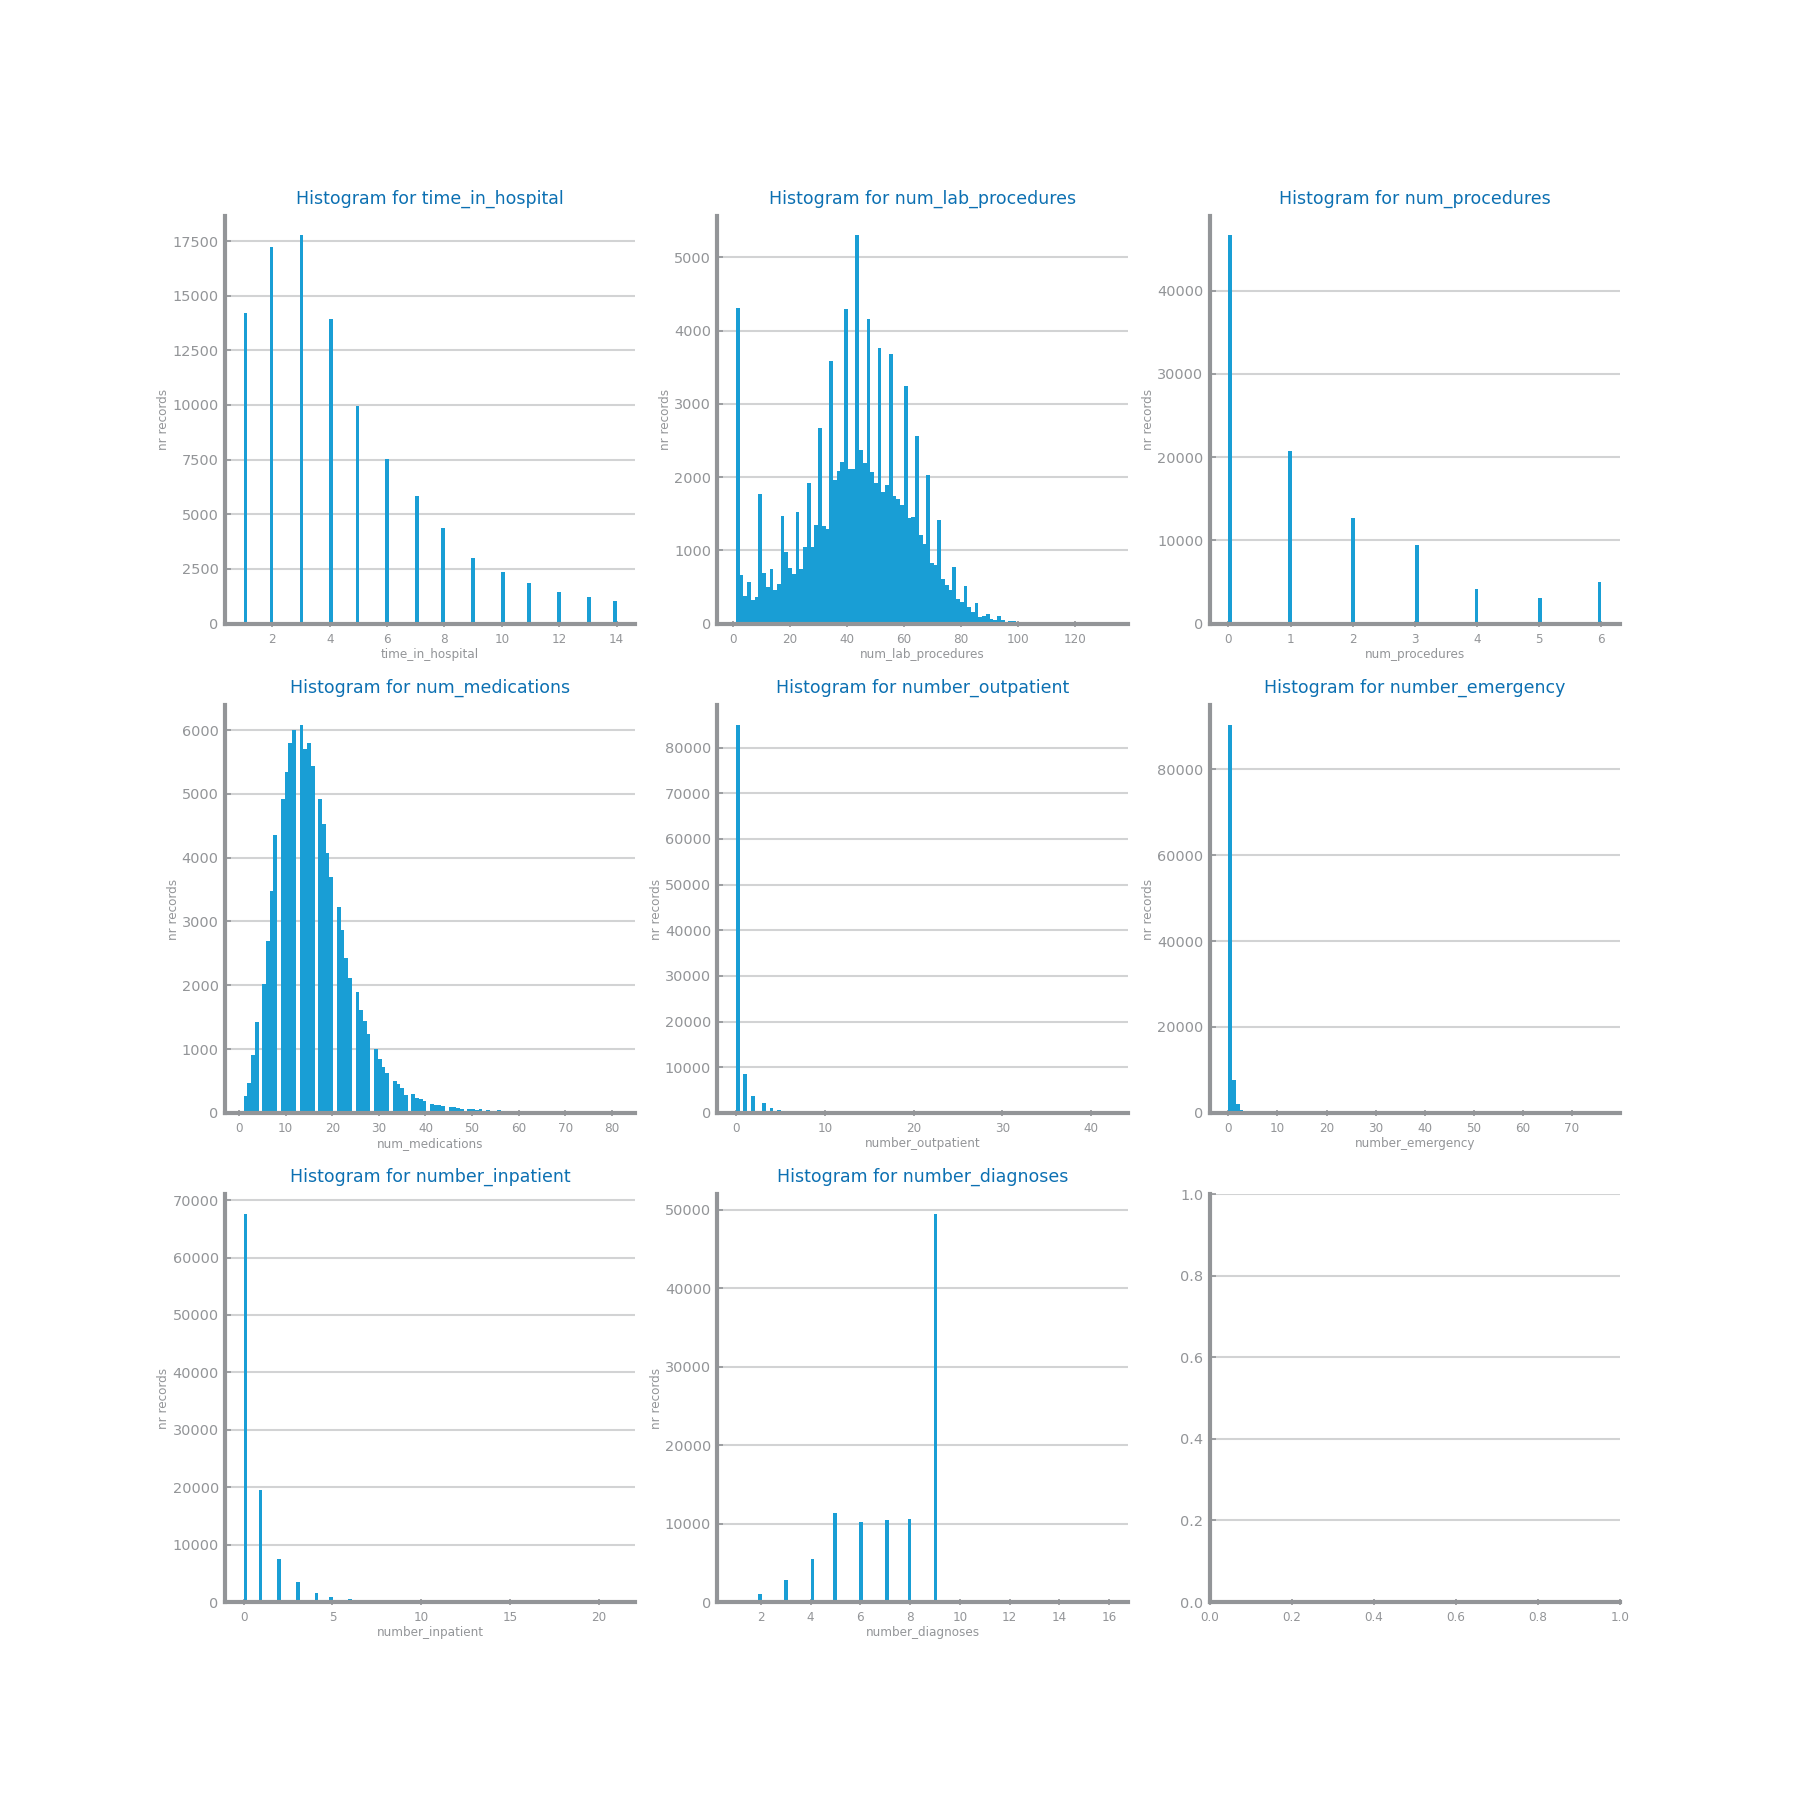 Histogram for time_in_hospital
17500
15000
12500
10000
7500
5000
2500
0
nr records
2 4 6 8 10 12 14
time_in_hospital
Histogram for num_lab_procedures
5000
4000
3000
2000
1000
0
nr records
0 20 40 60 80 100 120
num_lab_procedures
Histogram for num_procedures
40000
30000
20000
10000
0
nr records
0 1 2 3 4 5 6
num_procedures
Histogram for num_medications
6000
5000
4000
3000
2000
1000
0
nr records
0 10 20 30 40 50 60 70 80
num_medications
Histogram for number_outpatient
80000
70000
60000
50000
40000
30000
20000
10000
0
nr records
0 10 20 30 40
number_outpatient
Histogram for number_emergency
80000
60000
40000
20000
0
nr records
0 10 20 30 40 50 60 70
number_emergency
Histogram for number_inpatient
70000
60000
50000
40000
30000
20000
10000
0
nr records
0 5 10 15 20
number_inpatient
Histogram for number_diagnoses
50000
40000
30000
20000
10000
0
nr records
2 4 6 8 10 12 14 16
number_diagnoses
1.0
0.8
0.6
0.4
0.2
0.0
0.0 0.2 0.4 0.6 0.8 1.0